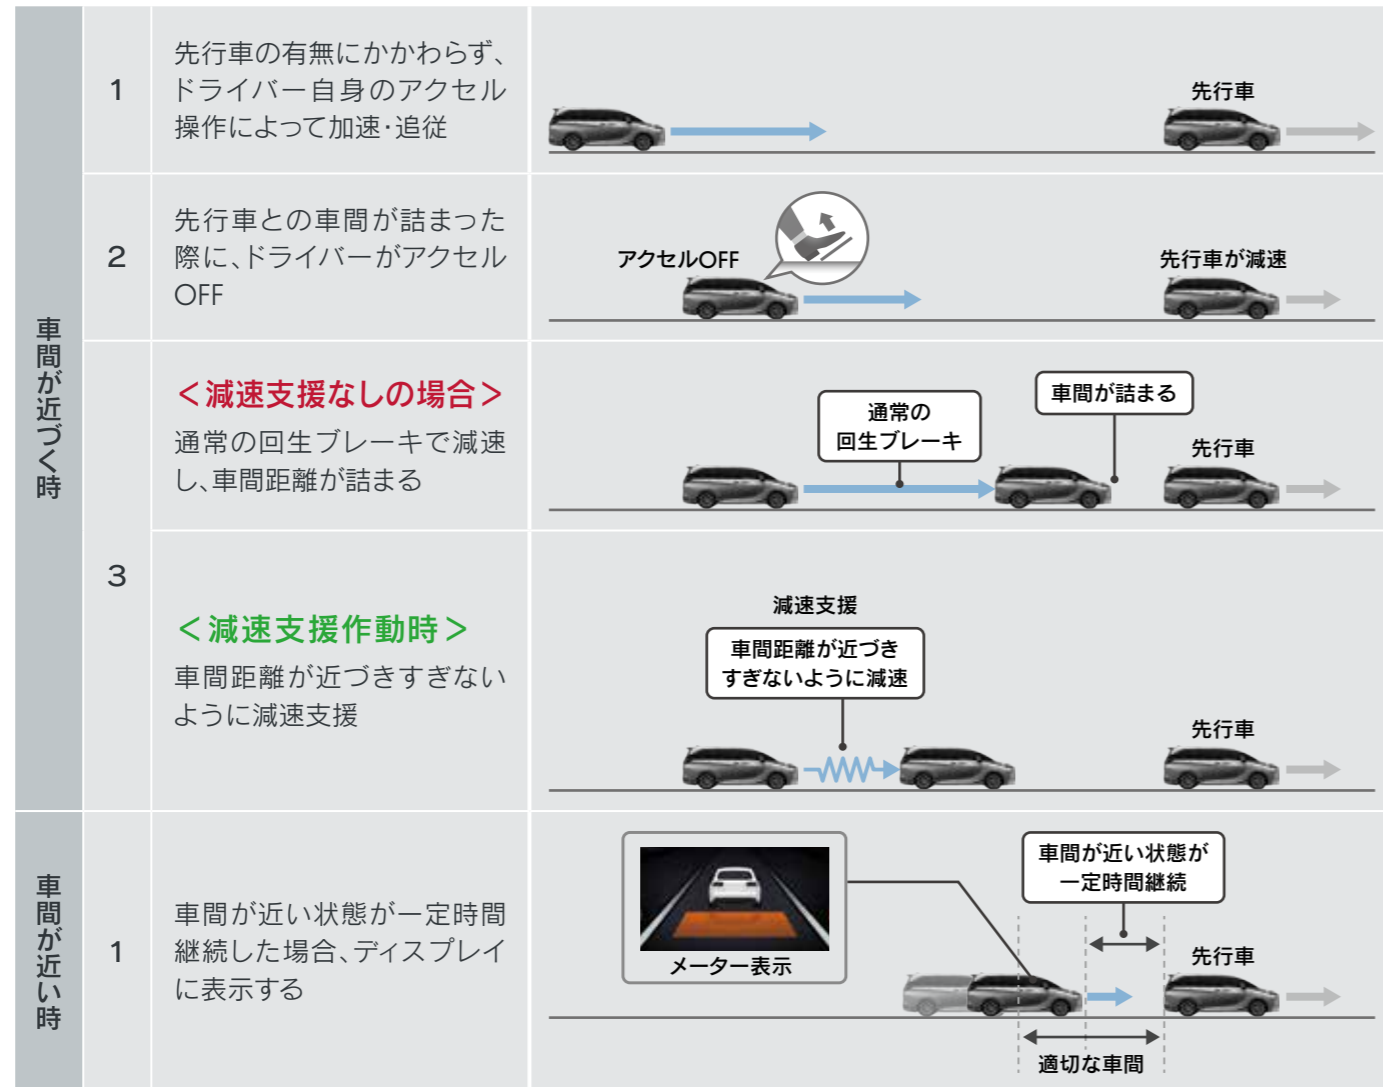 車間が近づく時
1
先行車の有無にかかわらず、
ドライバー自身のアクセル
操作によって加速・追従
先行車
2
先行車との車間が詰まった
際に、ドライバーがアクセル
OFF
アクセルOFF
先行車が減速
3
＜減速支援なしの場合＞
通常の回生ブレーキで減速
し、車間距離が詰まる
通常の
回生ブレーキ
車間が詰まる
先行車
＜減速支援作動時＞
車間距離が近づきすぎない
ように減速支援
減速支援
車間距離が近づき
すぎないように減速
先行車
車間が近い時
1
車間が近い状態が一定時間
継続した場合、ディスプレイ
に表示する
メーター表示
車間が近い状態が
一定時間継続
先行車
適切な車間